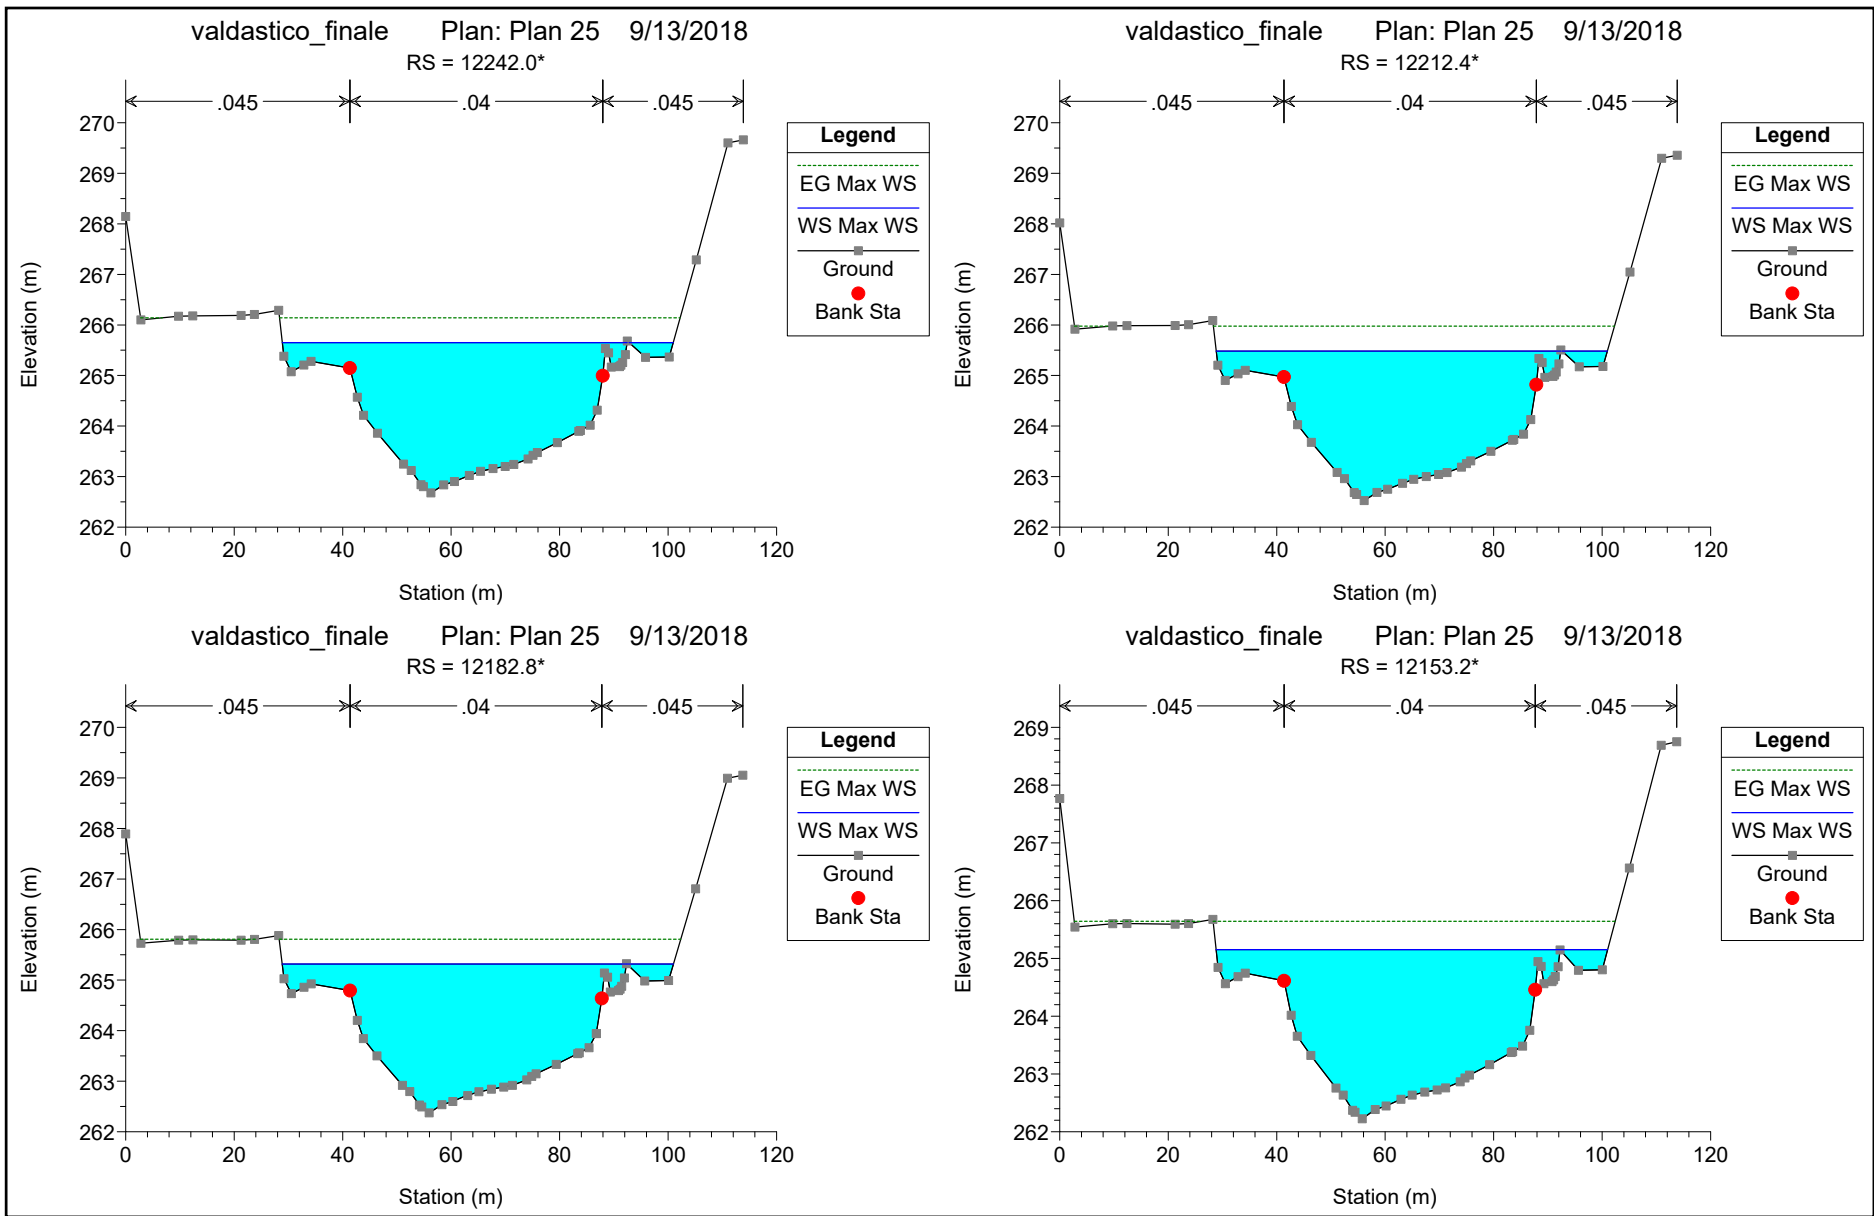 valdastico_finale Plan: Plan 25 9/13/2018
RS = 12242.0*
.045 .04 .045
270
269
268
267
266
265
264
263
262
Elevation (m)
0 20 40 60 80 100 120
Station (m)
Legend
EG Max WS
WS Max WS
Ground
Bank Sta
valdastico_finale Plan: Plan 25 9/13/2018
RS = 12212.4*
.045 .04 .045
270
269
268
267
266
265
264
263
262
Elevation (m)
0 20 40 60 80 100 120
Station (m)
Legend
EG Max WS
WS Max WS
Ground
Bank Sta
valdastico_finale Plan: Plan 25 9/13/2018
RS = 12182.8*
.045 .04 .045
270
269
268
267
266
265
264
263
262
Elevation (m)
0 20 40 60 80 100 120
Station (m)
Legend
EG Max WS
WS Max WS
Ground
Bank Sta
valdastico_finale Plan: Plan 25 9/13/2018
RS = 12153.2*
.045 .04 .045
269
268
267
266
265
264
263
262
Elevation (m)
0 20 40 60 80 100 120
Station (m)
Legend
EG Max WS
WS Max WS
Ground
Bank Sta